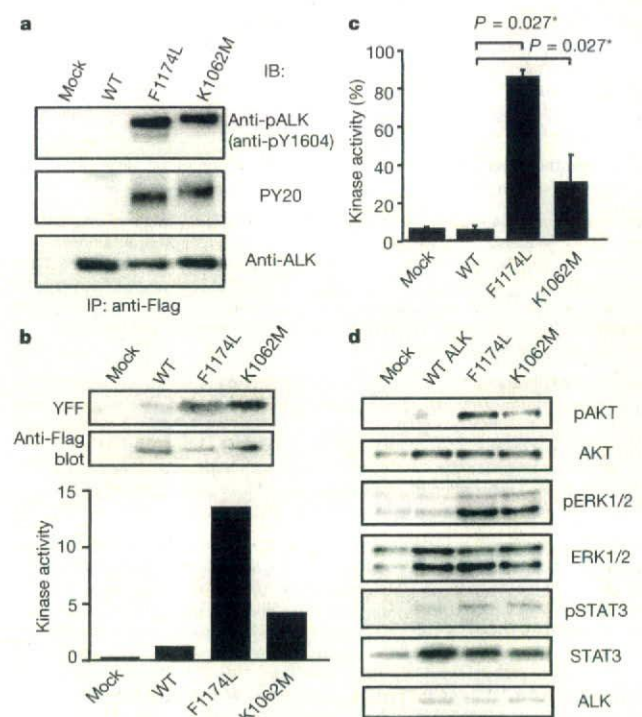 a
Mock
WT
F1174L
K1062M
IB:
Anti-pALK
(anti-pY1604)
PY20
Anti-ALK
IP: anti-Flag
b
Mock
WT
F1174L
K1062M
YFF
Anti-Flag
blot
15
10
5
0
Kinase activity
Mock
WT
F1174L
K1062M
c
P = 0.027*
P = 0.027*
100
80
60
40
20
0
Kinase activity (%)
Mock
WT
F1174L
K1062M
d
Mock
WT ALK
F1174L
K1062M
pAKT
AKT
pERK1/2
ERK1/2
pSTAT3
STAT3
ALK